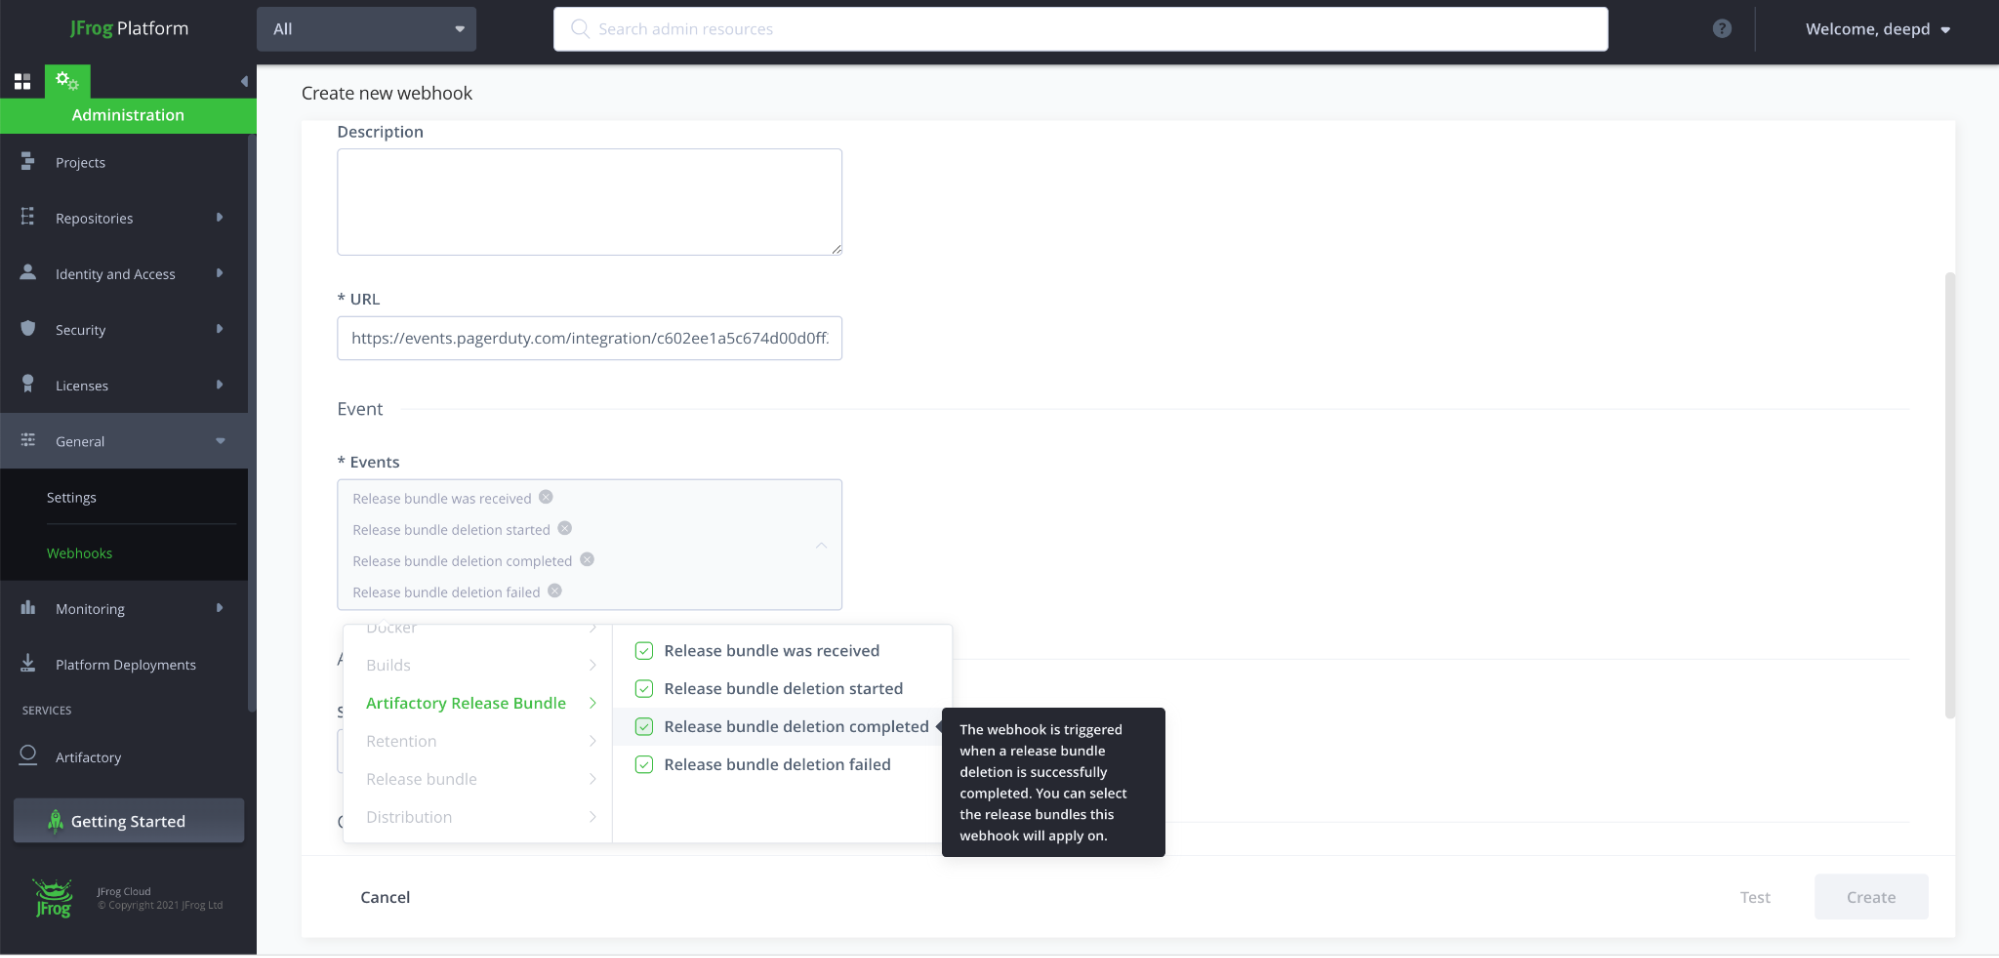 JFrog Platform
All
Search admin resources
?
Welcome, deepd
Administration
Projects
Repositories
Identity and Access
Security
Licenses
General
Settings
Webhooks
Monitoring
Platform Deployments
SERVICES
Artifactory
Getting Started
JFrog
JFrog Cloud
© Copyright 2021 JFrog Ltd
Create new webhook
Description
* URL
https://events.pagerduty.com/integration/c602ee1a5c674d00d0ff
Event
* Events
Release bundle was received
Release bundle deletion started
Release bundle deletion completed
Release bundle deletion failed
Docker
Builds
Artifactory Release Bundle
Retention
Release bundle
Distribution
Release bundle was received
Release bundle deletion started
Release bundle deletion completed
Release bundle deletion failed
The webhook is triggered
when a release bundle
deletion is successfully
completed. You can select
the release bundles this
webhook will apply on.
Cancel
Test
Create